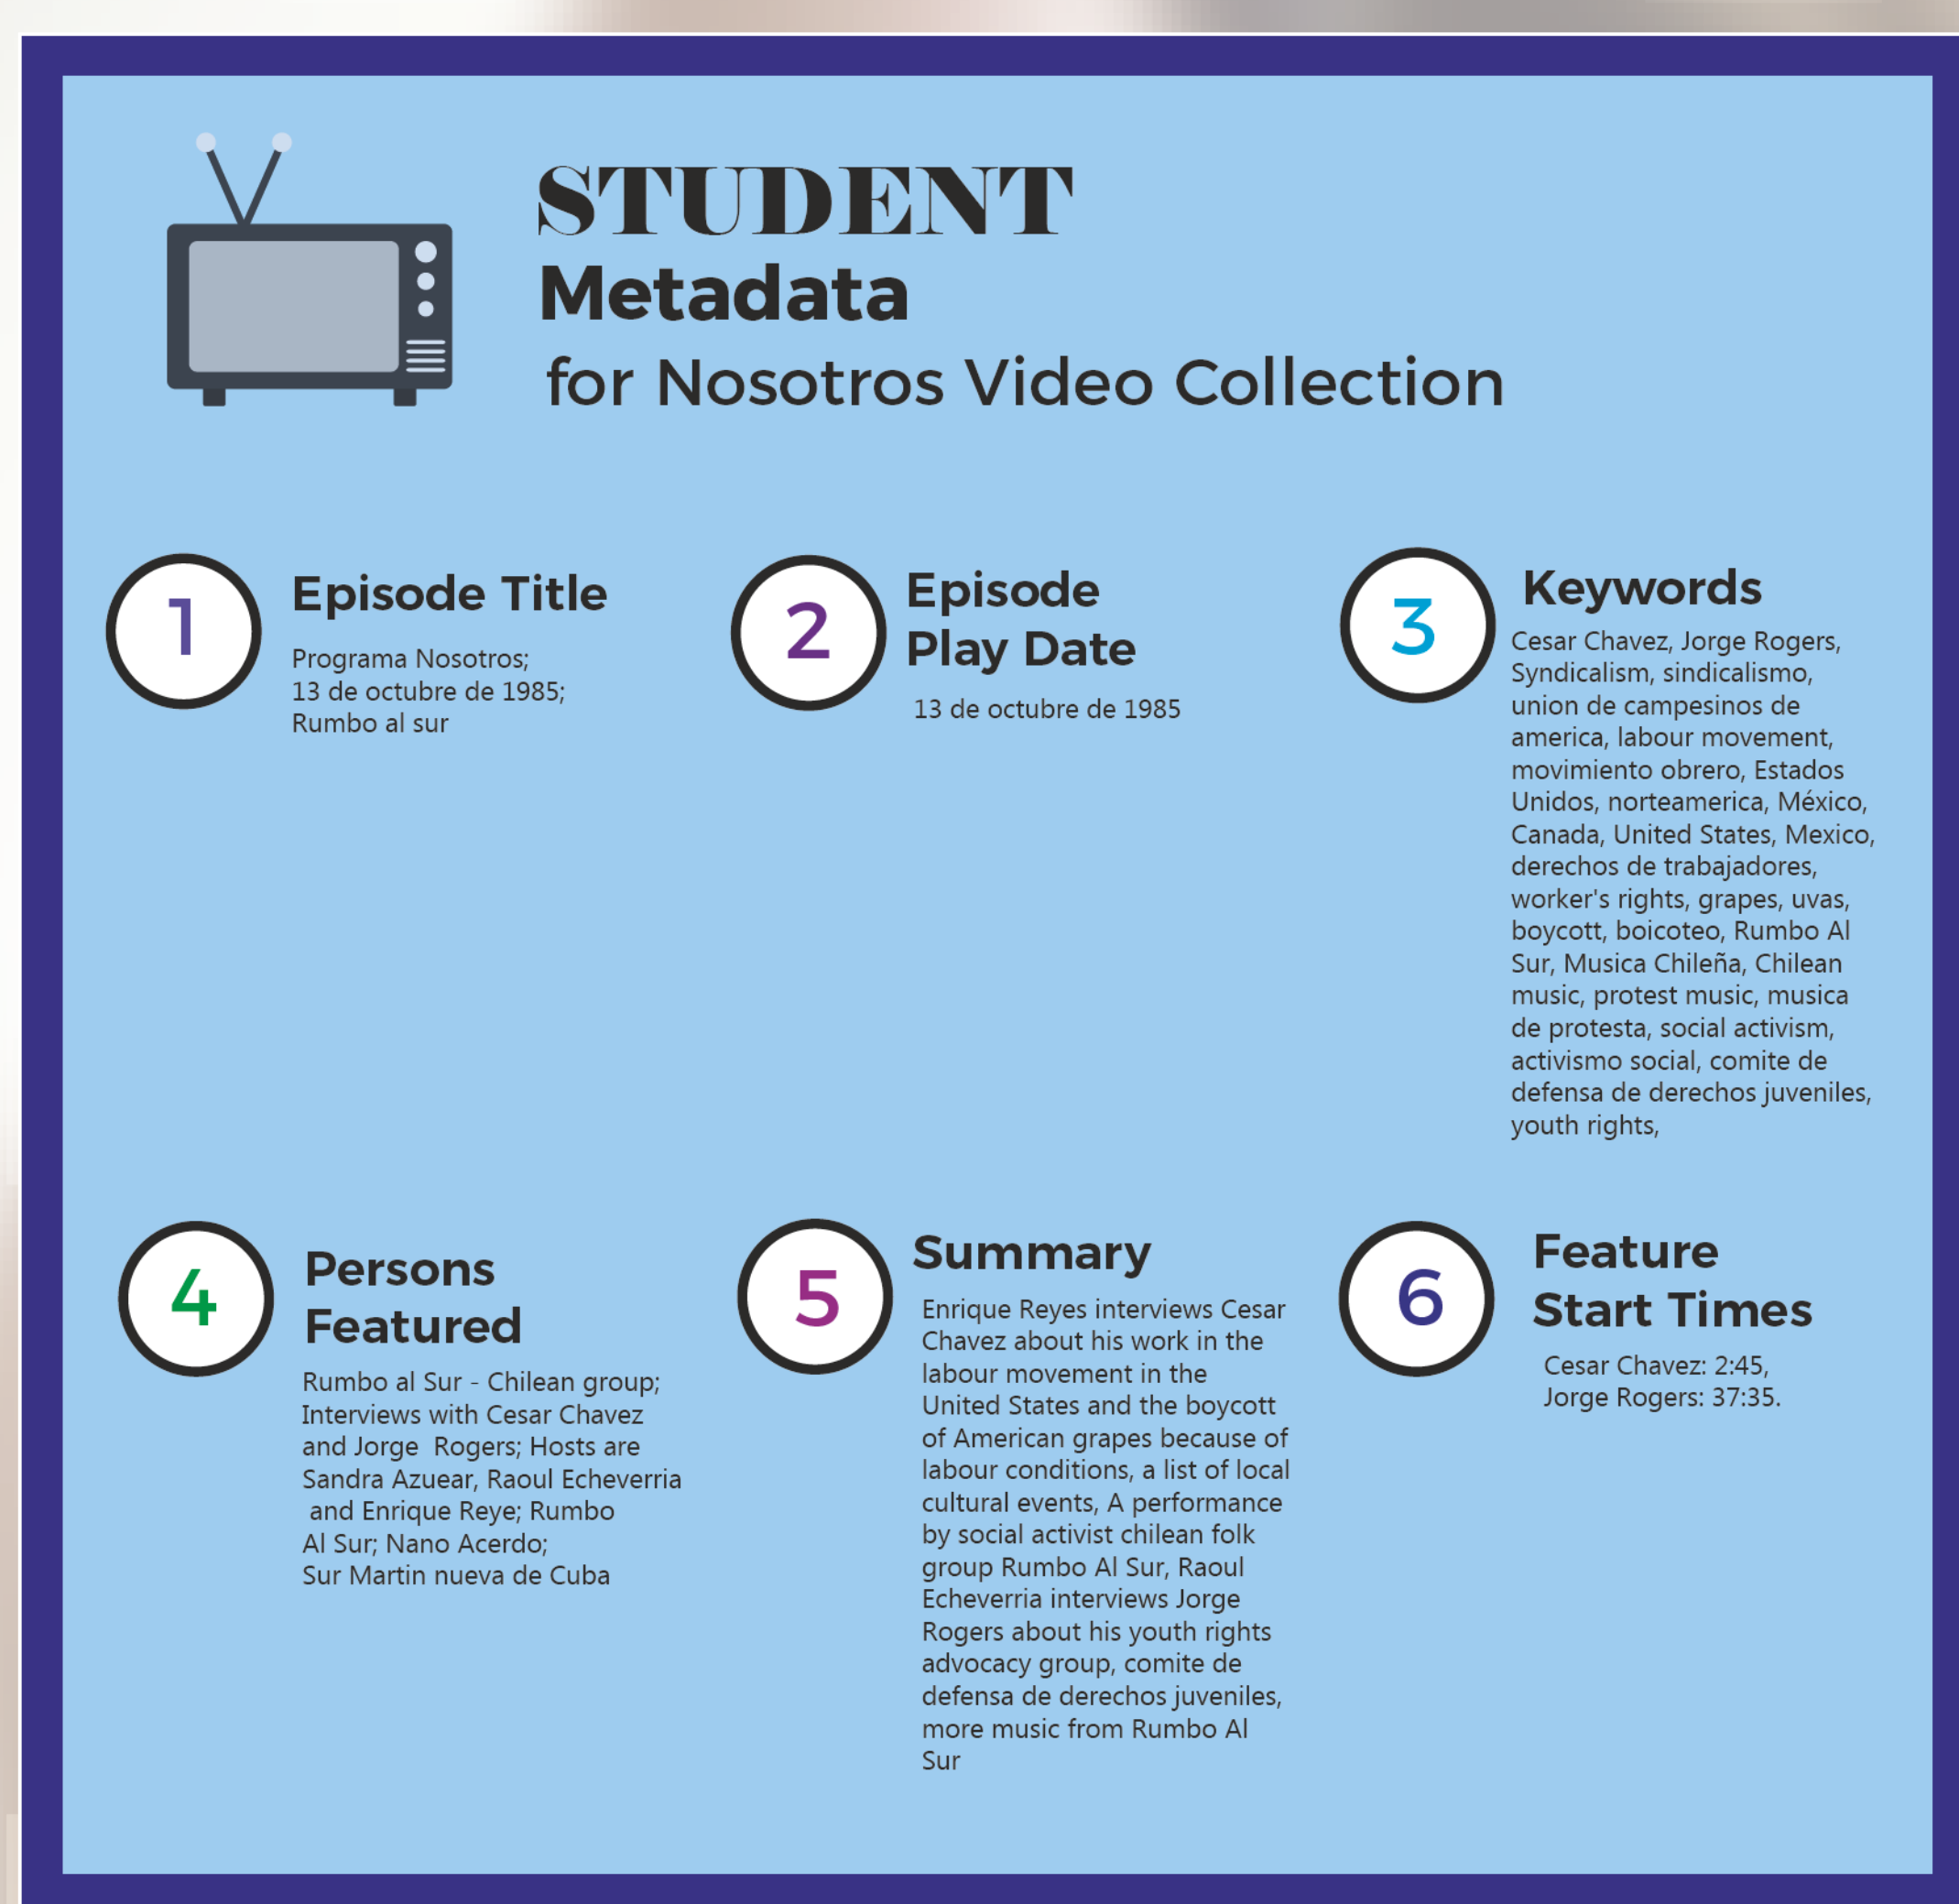 STUDENT
Metadata
for Nosotros Video Collection
1
Episode Title
Programa Nosotros;
13 de octubre de 1985;
Rumbo al sur
2
Episode
Play Date
13 de octubre de 1985
3
Keywords
Cesar Chavez, Jorge Rogers,
Syndicalism, sindicalismo,
union de campesinos de
america, labour movement,
movimiento obrero, Estados
Unidos, norteamerica, México,
Canada, United States, Mexico,
derechos de trabajadores,
worker's rights, grapes, uvas,
boycott, boicoteo, Rumbo Al
Sur, Musica Chileña, Chilean
music, protest music, musica
de protesta, social activism,
activismo social, comite de
defensa de derechos juveniles,
youth rights,
4
Persons
Featured
Rumbo al Sur - Chilean group;
Interviews with Cesar Chavez
and Jorge  Rogers; Hosts are
Sandra Azuear, Raoul Echeverria
and Enrique Reye; Rumbo
Al Sur; Nano Acerdo;
Sur Martin nueva de Cuba
5
Summary
Enrique Reyes interviews Cesar
Chavez about his work in the
labour movement in the
United States and the boycott
of American grapes because of
labour conditions, a list of local
cultural events, A performance
by social activist chilean folk
group Rumbo Al Sur, Raoul
Echeverria interviews Jorge
Rogers about his youth rights
advocacy group, comite de
defensa de derechos juveniles,
more music from Rumbo Al
Sur
6
Feature
Start Times
Cesar Chavez: 2:45,
Jorge Rogers: 37:35.